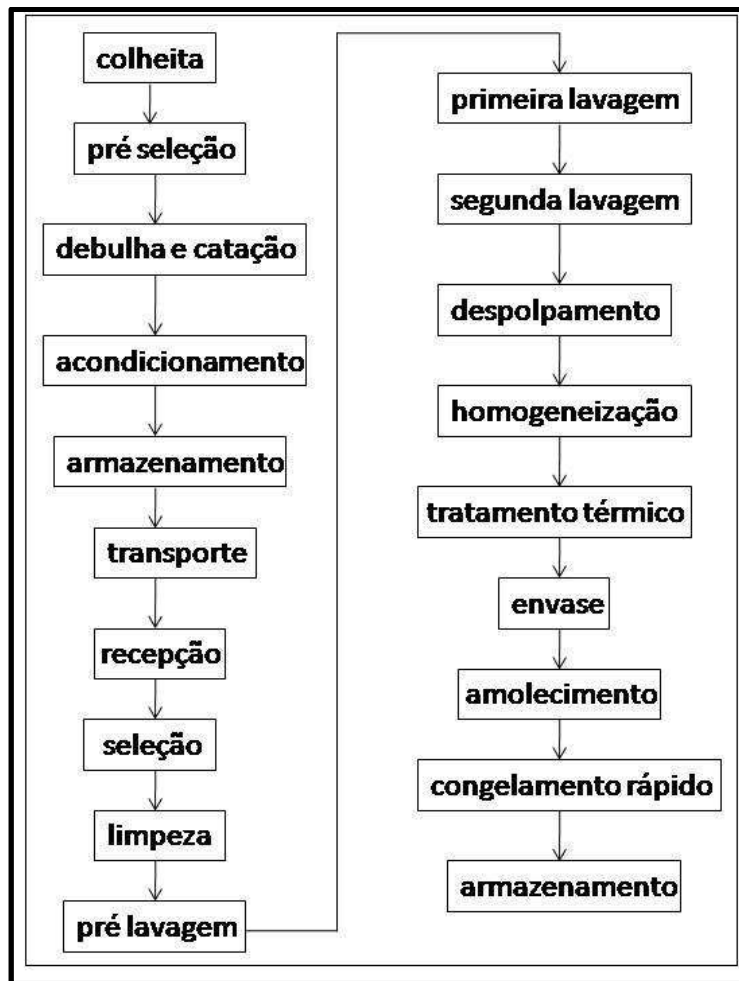 colheita
pré seleção
debulha e catação
acondicionamento
armazenamento
transporte
recepção
seleção
limpeza
pré lavagem
primeira lavagem
segunda lavagem
despolpamento
homogeneização
tratamento térmico
envase
amolecimento
congelamento rápido
armazenamento